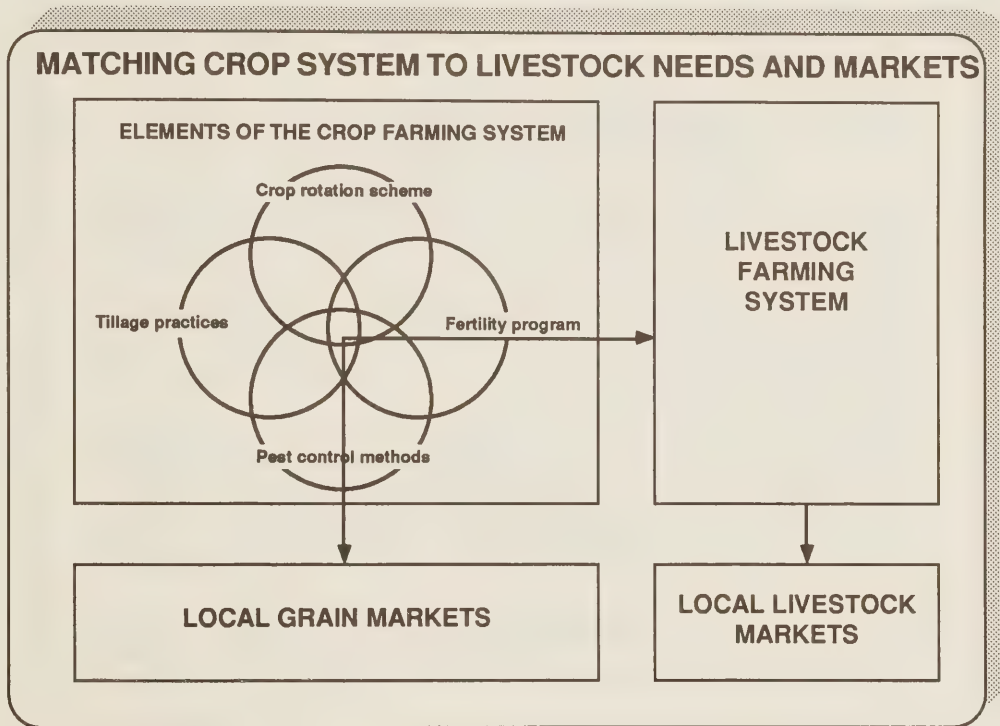 MATCHING CROP SYSTEM TO LIVESTOCK NEEDS AND MARKETS
ELEMENTS OF THE CROP FARMING SYSTEM
Crop rotation scheme
Tillage practices
Fertility program
Pest control methods
LIVESTOCK
FARMING
SYSTEM
LOCAL GRAIN MARKETS
LOCAL LIVESTOCK
MARKETS